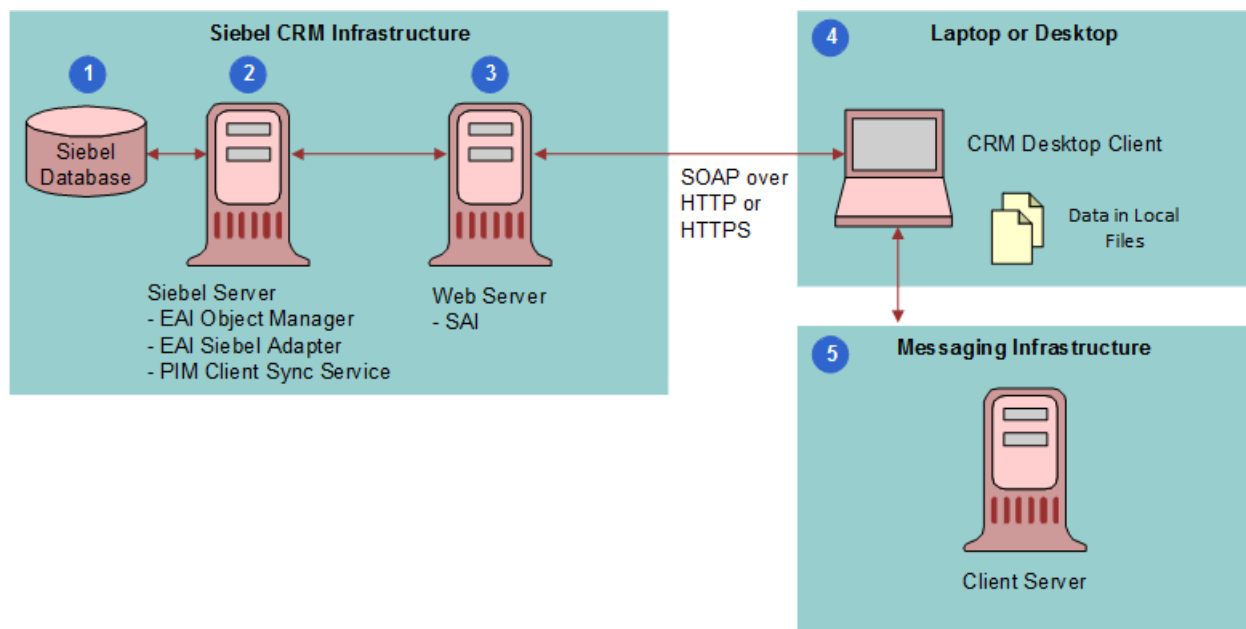 Siebel CRM Infrastructure
1
2
3
Siebel
Database
Siebel Server
- EAI Object Manager
- EAI Siebel Adapter
- PIM Client Sync Service
Web Server
- SAI
SOAP over
HTTP or
HTTPS
4
Laptop or Desktop
CRM Desktop Client
Data in Local
Files
5
Messaging Infrastructure
Client Server